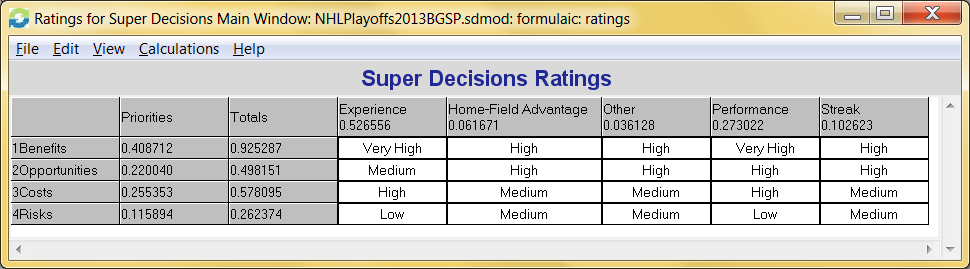 Ratings for Super Decisions Main Window: NHLPlayoffs2013BGSP.sdmod: formulaic: ratings
File Edit View Calculations Help
Super Decisions Ratings
Priorities Totals Experience 0.526556 Home-Field Advantage 0.061671 Other 0.036128 Performance 0.273022 Streak 0.102623
1Benefits 0.408712 0.925287 Very High High High Very High High
2Opportunities 0.220040 0.498151 Medium High High High High
3Costs 0.255353 0.578095 High Medium Medium High Medium
4Risks 0.115894 0.262374 Low Medium Medium Low Medium